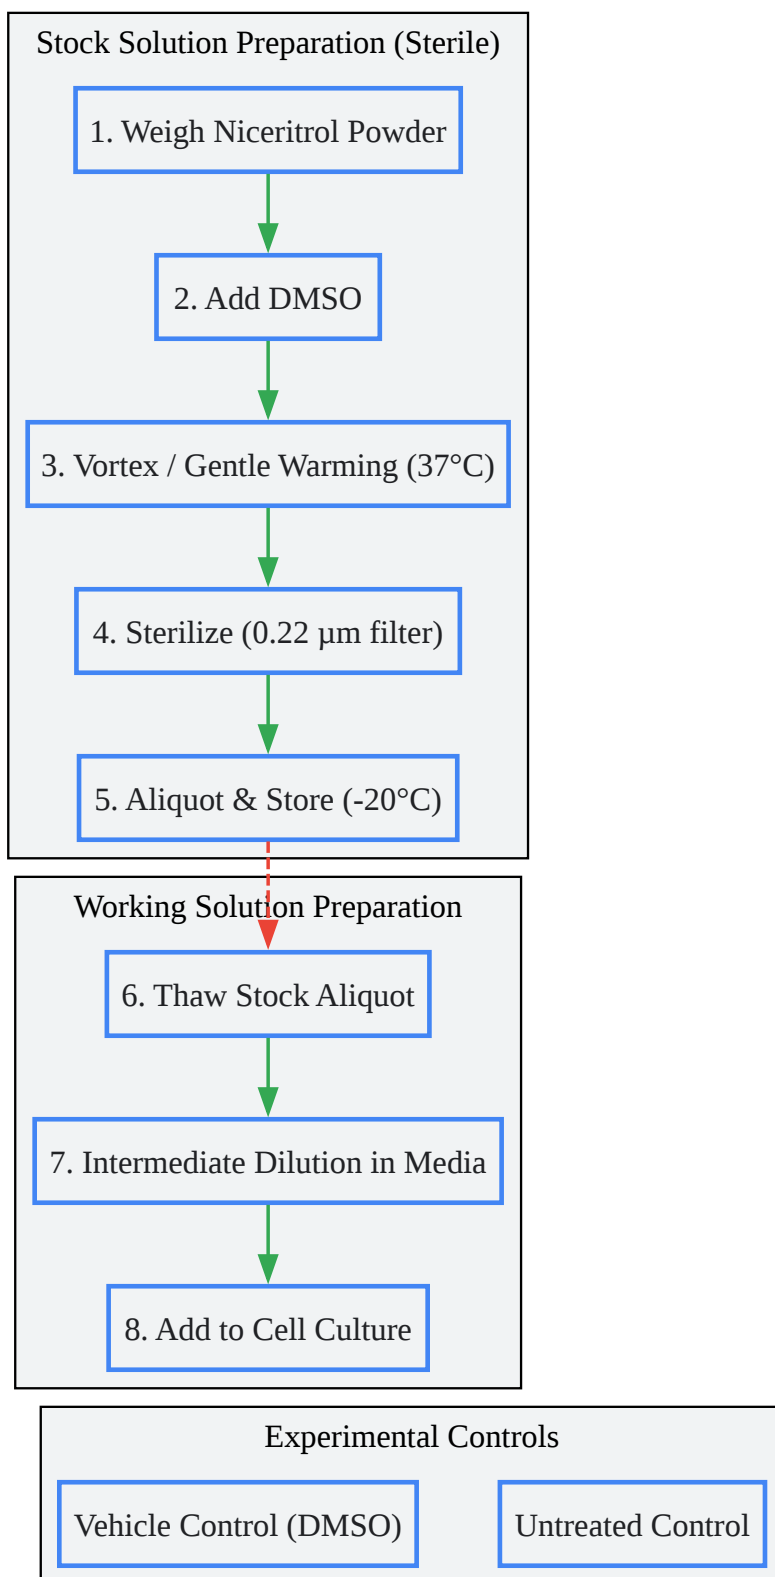 Stock Solution Preparation (Sterile)
1. Weigh Niceritrol Powder
2. Add DMSO
3. Vortex / Gentle Warming (37°C)
4. Sterilize (0.22 µm filter)
5. Aliquot & Store (-20°C)
Working Solution Preparation
6. Thaw Stock Aliquot
7. Intermediate Dilution in Media
8. Add to Cell Culture
Experimental Controls
Vehicle Control (DMSO)
Untreated Control